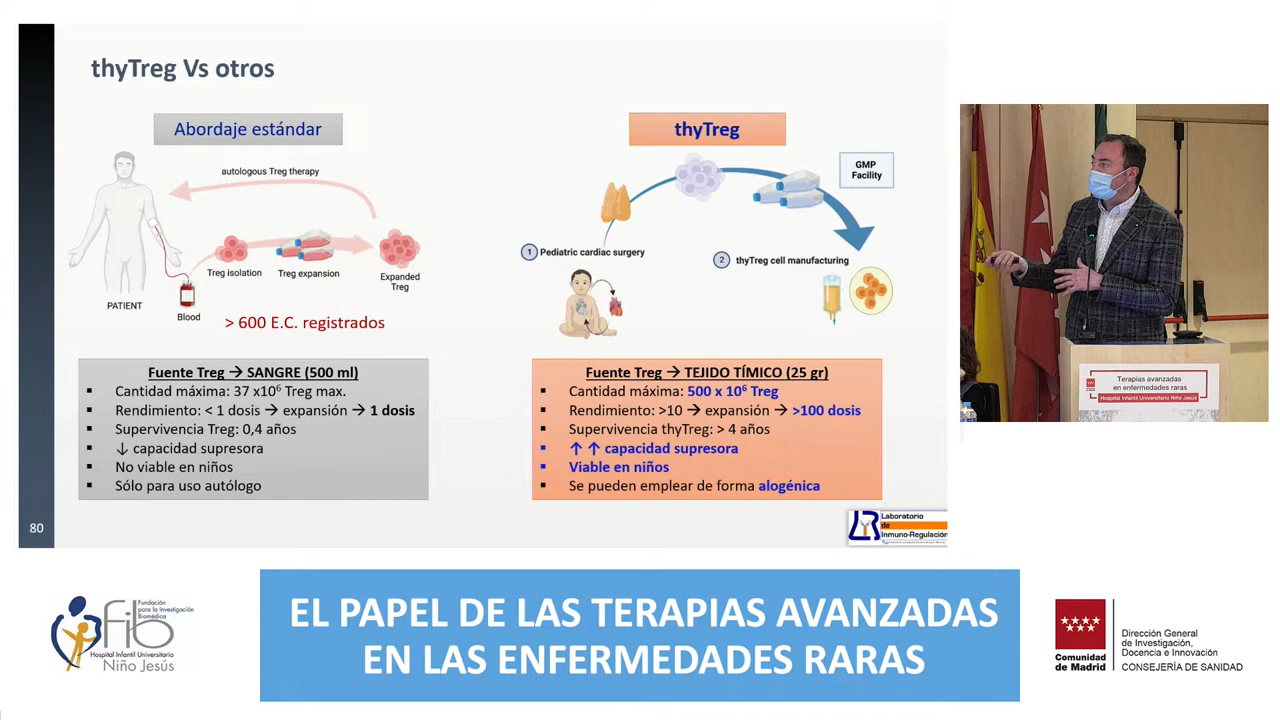 thyTreg Vs otros
Abordaje estándar
autologous Treg therapy
Treg isolation
Treg expansion
Expanded
Treg
PATIENT
Blood
> 600 E.C. registrados
Fuente Treg → SANGRE (500 ml)
▪ Cantidad máxima: 37 x10⁶ Treg max.
▪ Rendimiento: < 1 dosis → expansión → 1 dosis
▪ Supervivencia Treg: 0,4 años
▪ ↓ capacidad supresora
▪ No viable en niños
▪ Sólo para uso autólogo
thyTreg
GMP
Facility
1 Pediatric cardiac surgery
2 thyTreg cell manufacturing
Fuente Treg → TEJIDO TÍMICO (25 gr)
▪ Cantidad máxima: 500 x 10⁶ Treg
▪ Rendimiento: >10 → expansión → >100 dosis
▪ Supervivencia thyTreg: > 4 años
▪ ↑ ↑ capacidad supresora
▪ Viable en niños
▪ Se pueden emplear de forma alogénica
80
Laboratorio
de
Inmuno-Regulación
Terapias avanzadas
en enfermedades raras
Hospital Infantil Universitario Niño Jesús
fib
Fundación
para la Investigación
Biomédica
Hospital Infantil Universitario
Niño Jesús
EL PAPEL DE LAS TERAPIAS AVANZADAS
EN LAS ENFERMEDADES RARAS
Comunidad
de Madrid
Dirección General
de Investigación,
Docencia e Innovación
CONSEJERÍA DE SANIDAD